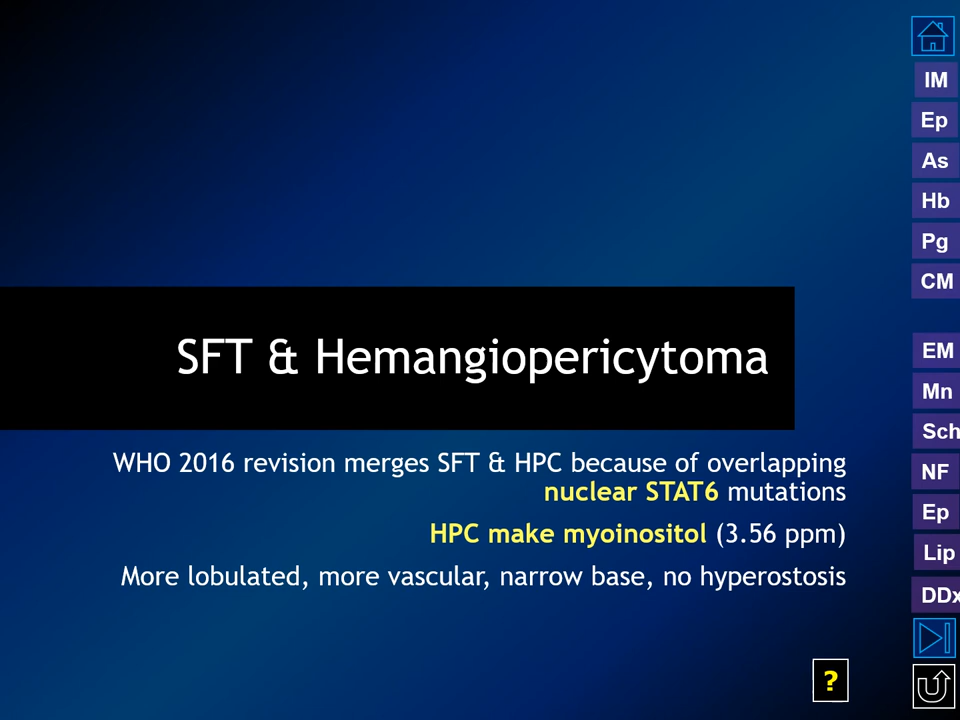 IM
Ep
As
Hb
Pg
CM
SFT & Hemangiopericytoma
EM
Mn
Sch
NF
Ep
Lip
DDx
WHO 2016 revision merges SFT & HPC because of overlapping
nuclear STAT6 mutations
HPC make myoinositol (3.56 ppm)
More lobulated, more vascular, narrow base, no hyperostosis
?